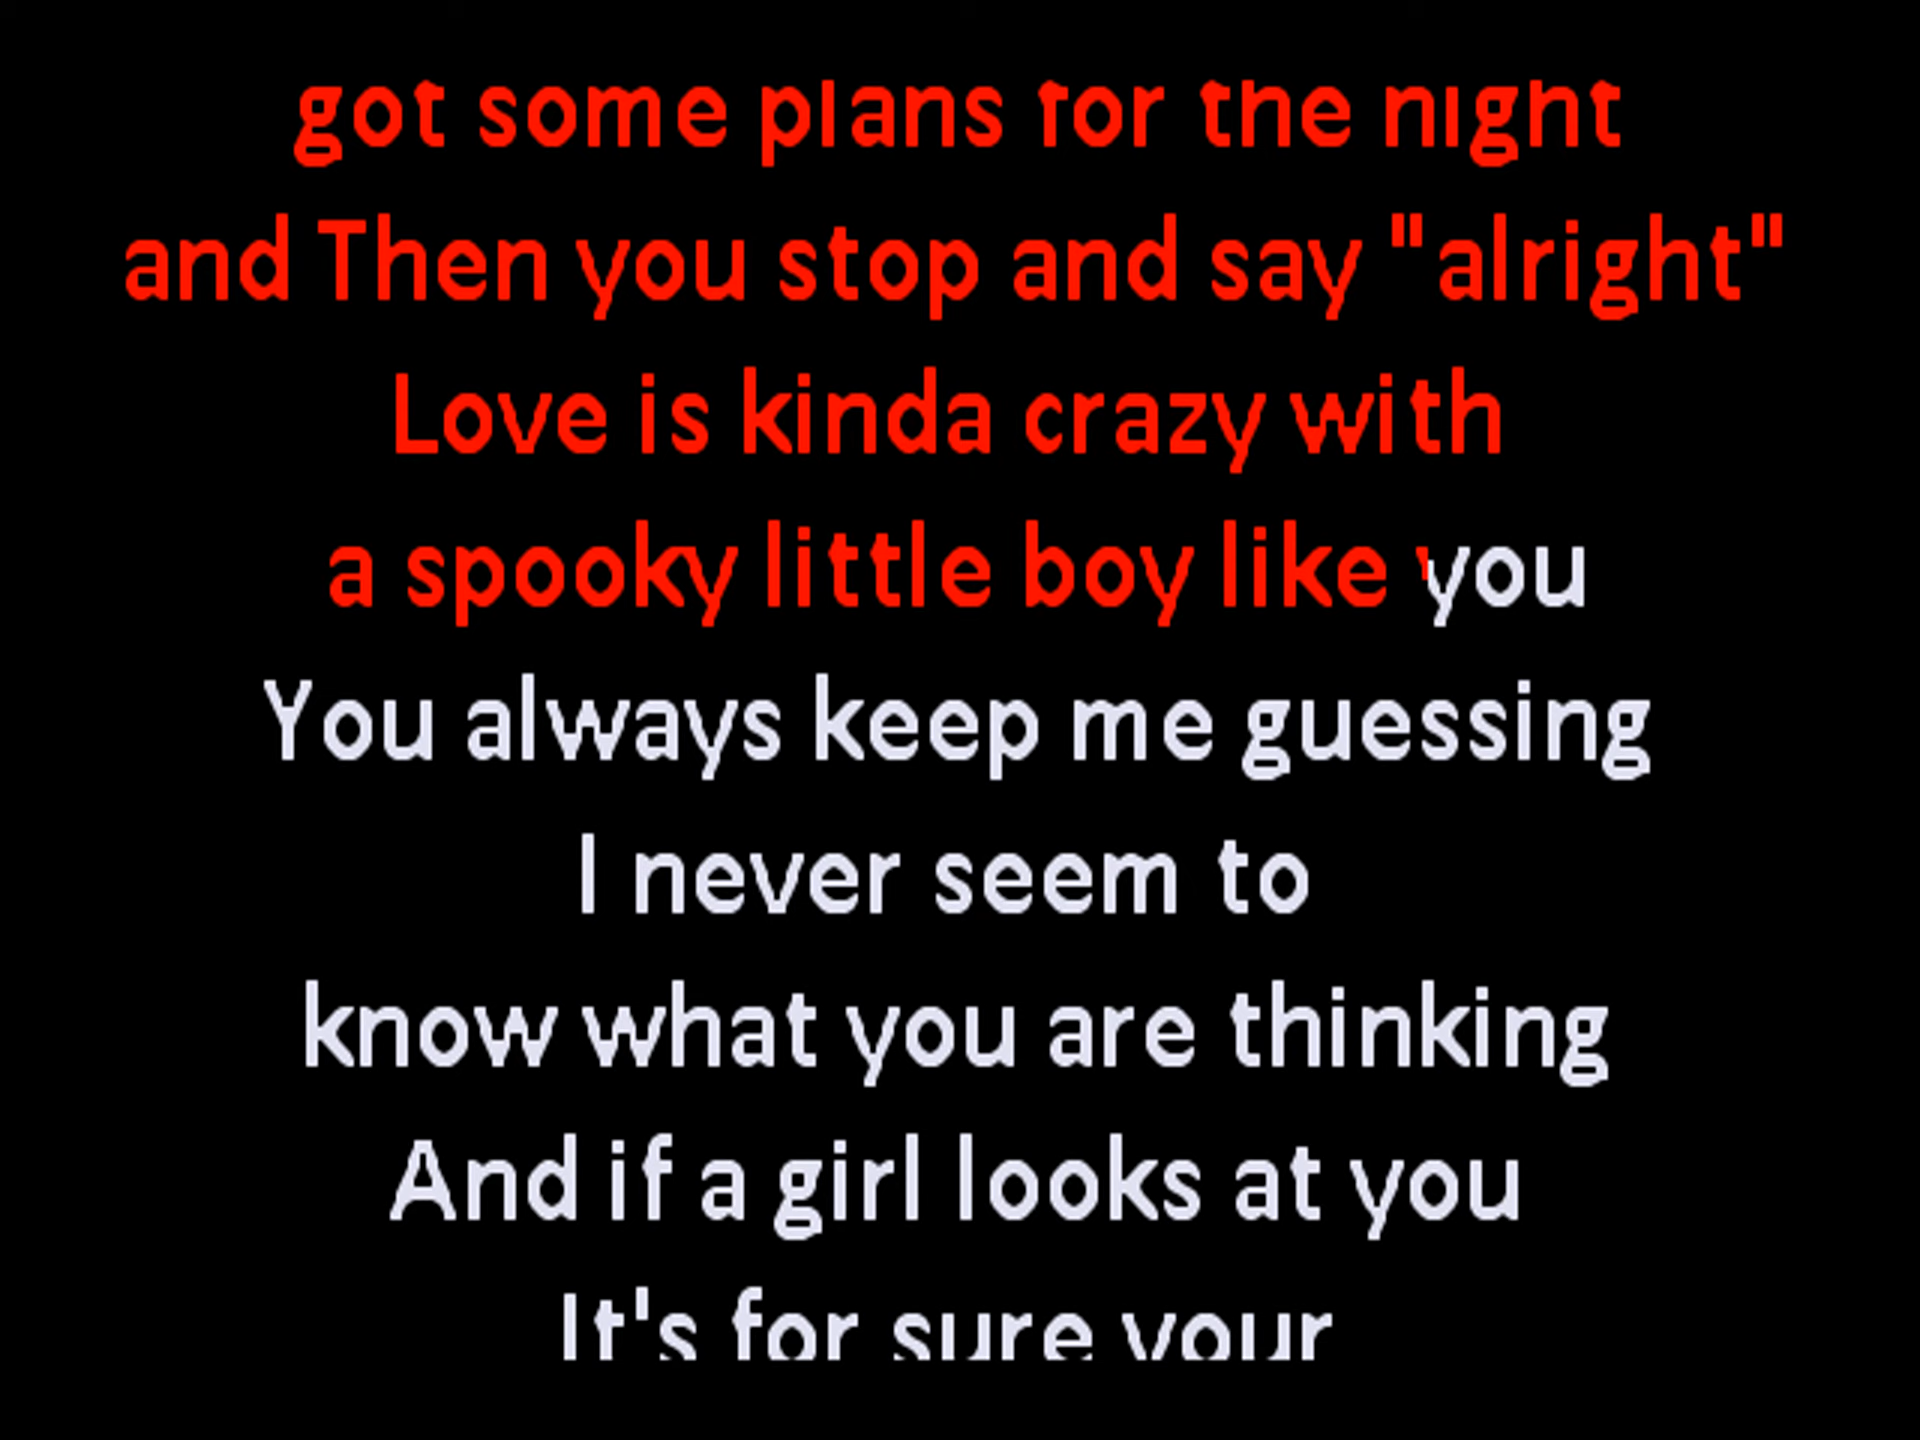 got some plans for the night
and Then you stop and say "alright"
Love is kinda crazy with
a spooky little boy like you
You always keep me guessing
I never seem to
know what you are thinking
And if a girl looks at you
It's for sure your